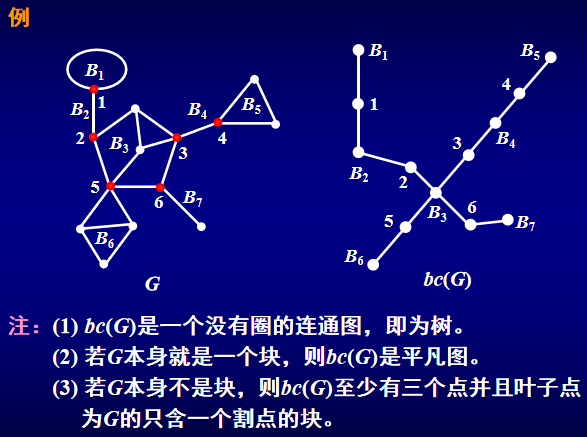 例
B1
B5
B1
1
B2
B4
B5
4
1
2
B3
3
4
3
B4
B2
2
5
6
B7
B3
6
B7
B6
5
B6
G
bc(G)
注：(1) bc(G)是一个没有圈的连通图，即为树。
(2) 若G本身就是一个块，则bc(G)是平凡图。
(3) 若G本身不是块，则bc(G)至少有三个点并且叶子点
为G的只含一个割点的块。